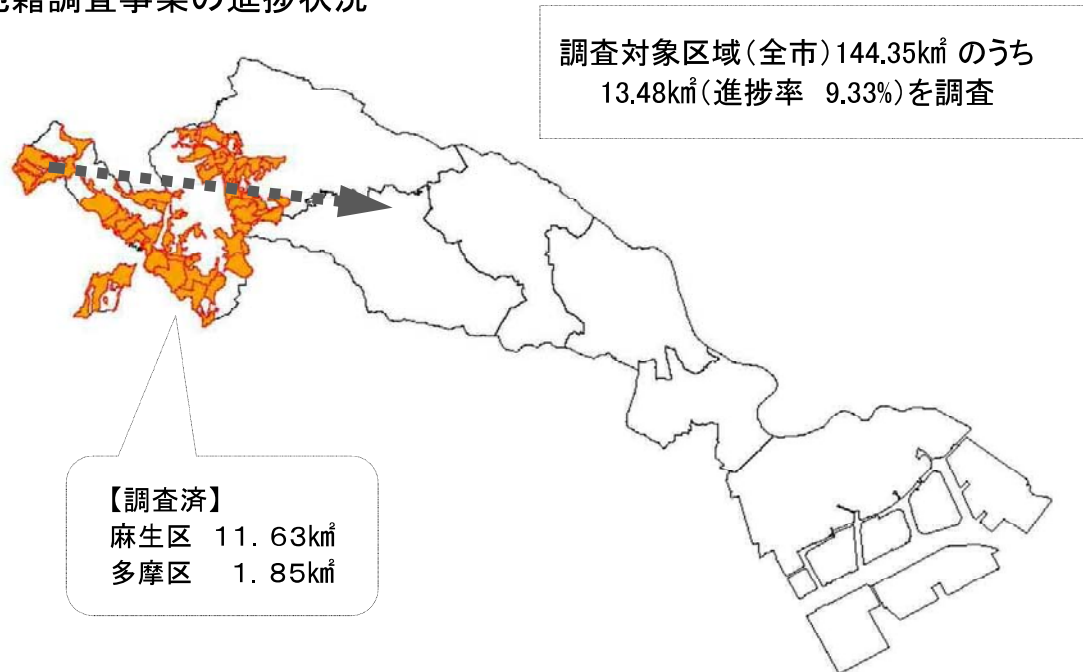 地籍調査事業の進捗状況
調査対象区域(全市)144.35k㎡ のうち
13.48k㎡(進捗率 9.33%)を調査
【調査済】
麻生区 11.63k㎡
多摩区 1.85k㎡